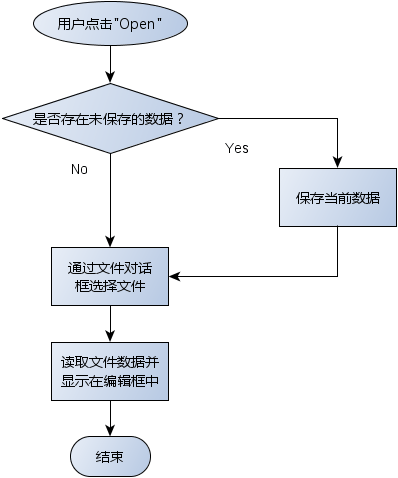 用户点击"Open"
是否存在未保存的数据？
Yes
No
保存当前数据
通过文件对话
框选择文件
读取文件数据并
显示在编辑框中
结束